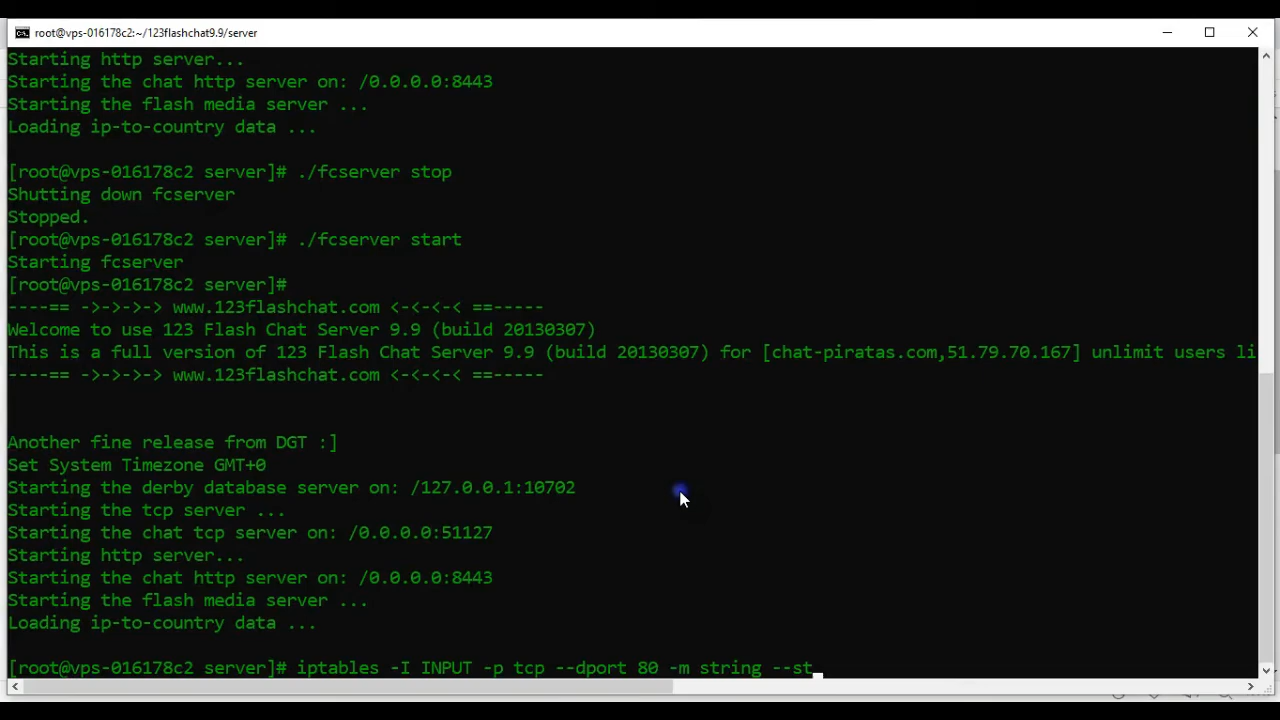 root@vps-016178c2:~/123flashchat9.9/server
Starting http server...
Starting the chat http server on: /0.0.0.0:8443
Starting the flash media server ...
Loading ip-to-country data ...
[root@vps-016178c2 server]# ./fcserver stop
Shutting down fcserver
Stopped.
[root@vps-016178c2 server]# ./fcserver start
Starting fcserver
[root@vps-016178c2 server]#
----== ->->->-> www.123flashchat.com <-<-<-< ==-----
Welcome to use 123 Flash Chat Server 9.9 (build 20130307)
This is a full version of 123 Flash Chat Server 9.9 (build 20130307) for [chat-piratas.com,51.79.70.167] unlimit users li
----== ->->->-> www.123flashchat.com <-<-<-< ==-----
Another fine release from DGT :]
Set System Timezone GMT+0
Starting the derby database server on: /127.0.0.1:10702
Starting the tcp server ...
Starting the chat tcp server on: /0.0.0.0:51127
Starting http server...
Starting the chat http server on: /0.0.0.0:8443
Starting the flash media server ...
Loading ip-to-country data ...
[root@vps-016178c2 server]# iptables -I INPUT -p tcp --dport 80 -m string --st